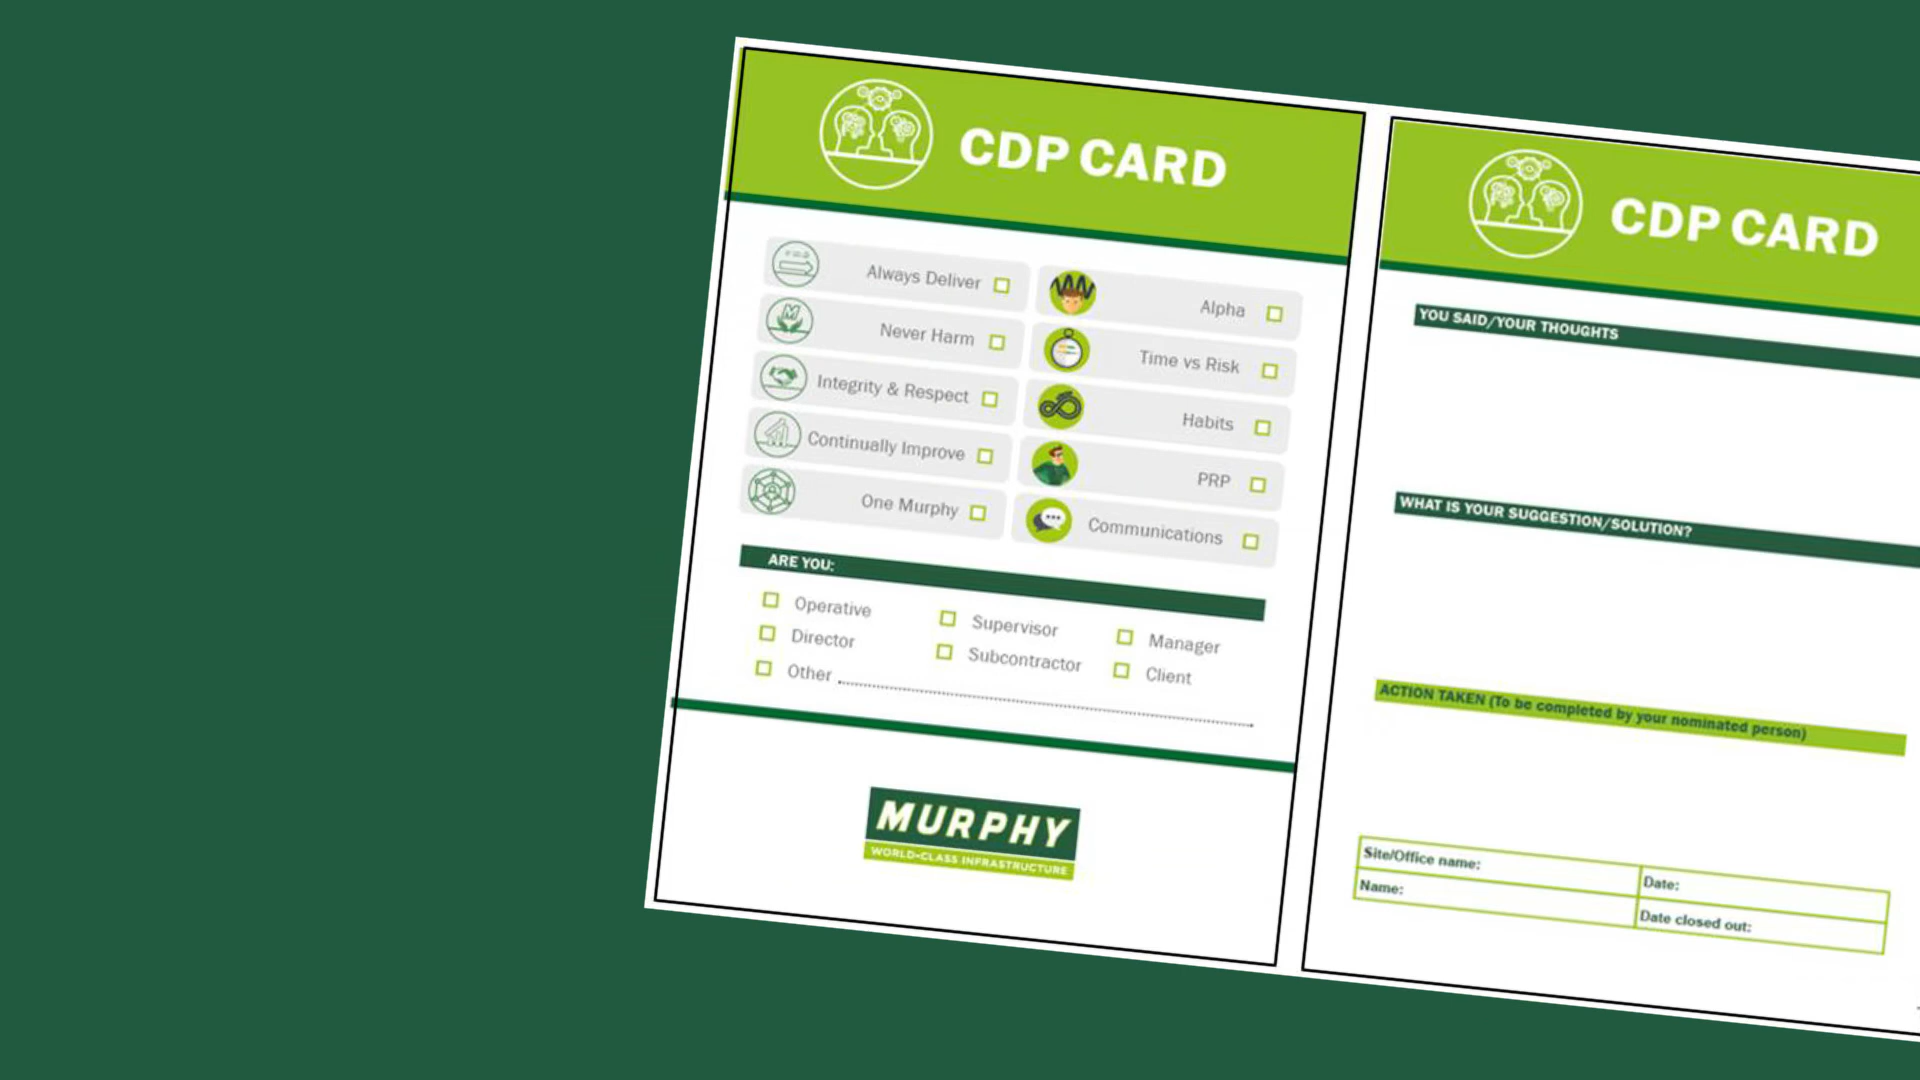 CDP CARD
Always Deliver
Never Harm
Integrity & Respect
Continually Improve
One Murphy
Alpha
Time vs Risk
Habits
PRP
Communications
ARE YOU:
Operative
Supervisor
Manager
Director
Subcontractor
Client
Other
MURPHY
WORLD-CLASS INFRASTRUCTURE
CDP CARD
YOU SAID/YOUR THOUGHTS
WHAT IS YOUR SUGGESTION/SOLUTION?
ACTION TAKEN (To be completed by your nominated person)
Site/Office name:
Date:
Name:
Date closed out: